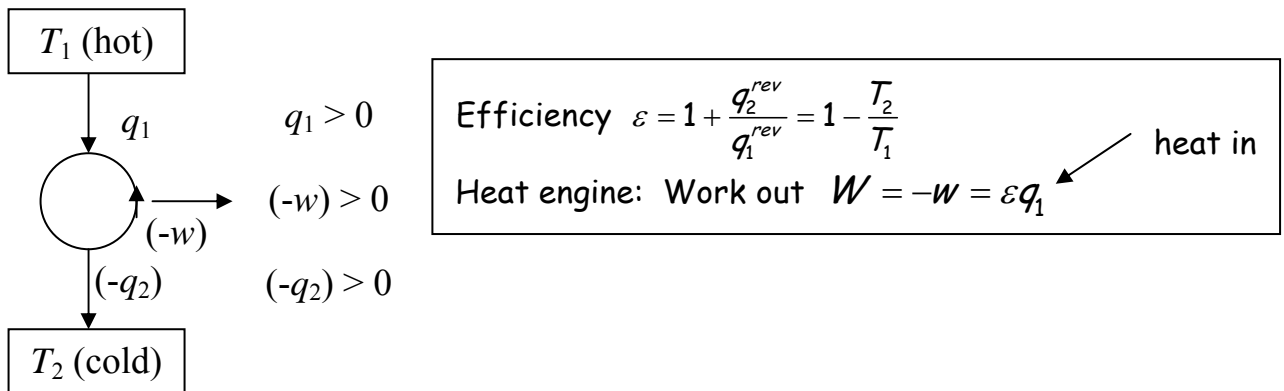 T₁ (hot)
q₁
q₁ > 0
(-w) > 0
(-w)
(-q₂)
(-q₂) > 0
T₂ (cold)
Efficiency ε = 1 + q₂^rev / q₁^rev = 1 − T₂ / T₁
heat in
Heat engine: Work out W = −w = εq₁